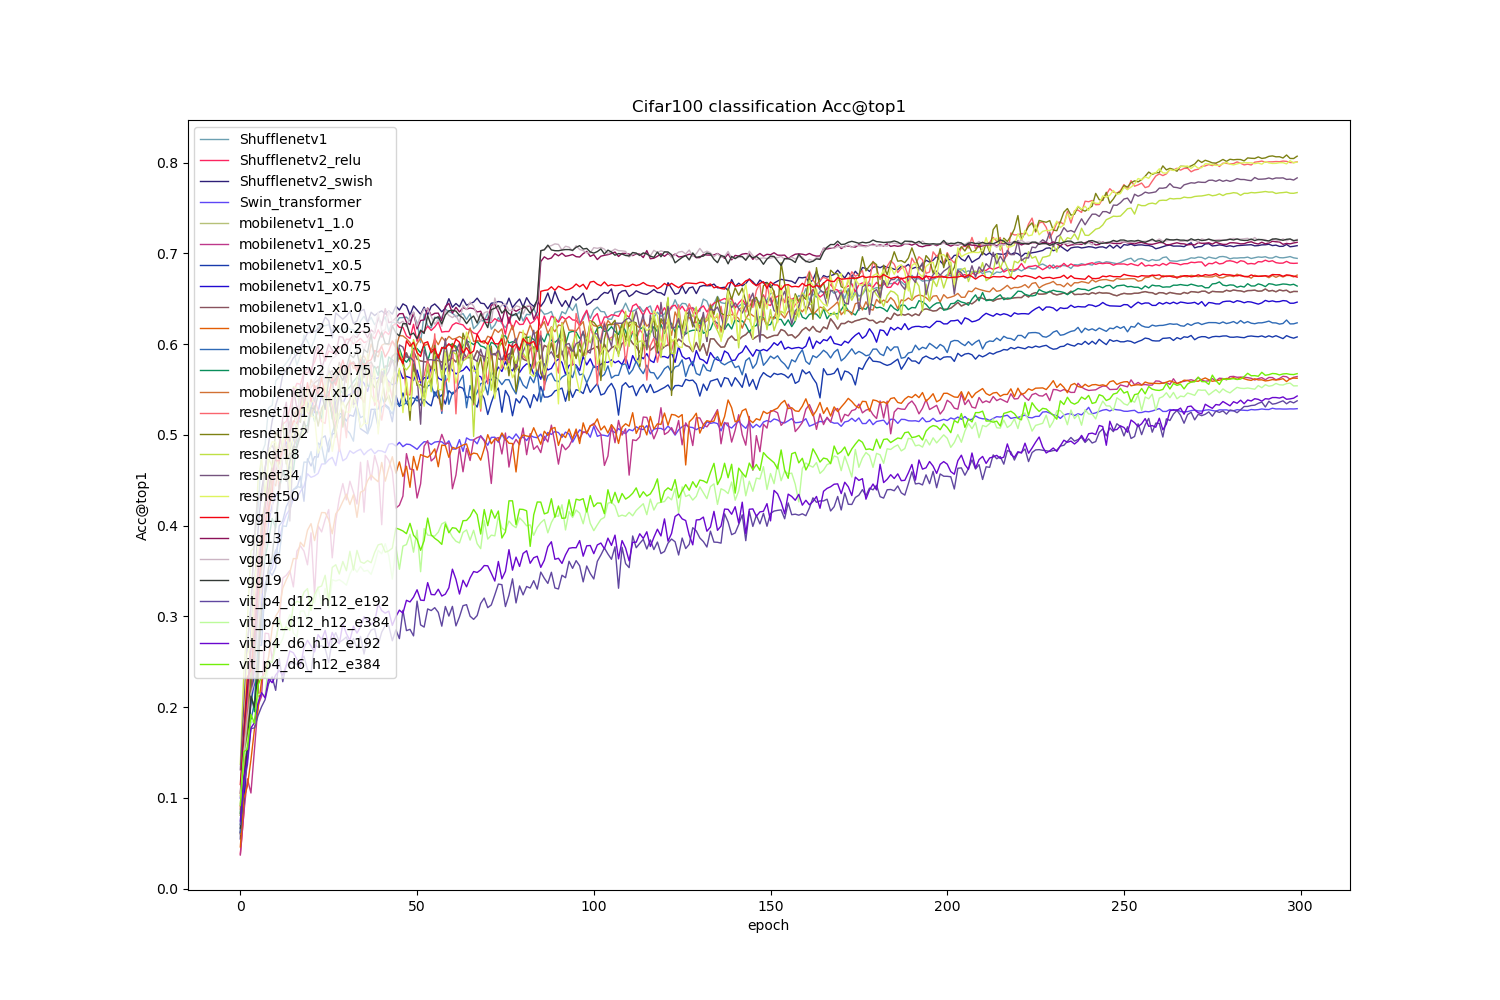 Cifar100 classification Acc@top1
Shufflenetv1
Shufflenetv2_relu
Shufflenetv2_swish
Swin_transformer
mobilenetv1_1.0
mobilenetv1_x0.25
mobilenetv1_x0.5
mobilenetv1_x0.75
mobilenetv1_x1.0
mobilenetv2_x0.25
mobilenetv2_x0.5
mobilenetv2_x0.75
mobilenetv2_x1.0
resnet101
resnet152
resnet18
resnet34
resnet50
vgg11
vgg13
vgg16
vgg19
vit_p4_d12_h12_e192
vit_p4_d12_h12_e384
vit_p4_d6_h12_e192
vit_p4_d6_h12_e384
Acc@top1
0.8
0.7
0.6
0.5
0.4
0.3
0.2
0.1
0.0
0
50
100
150
200
250
300
epoch